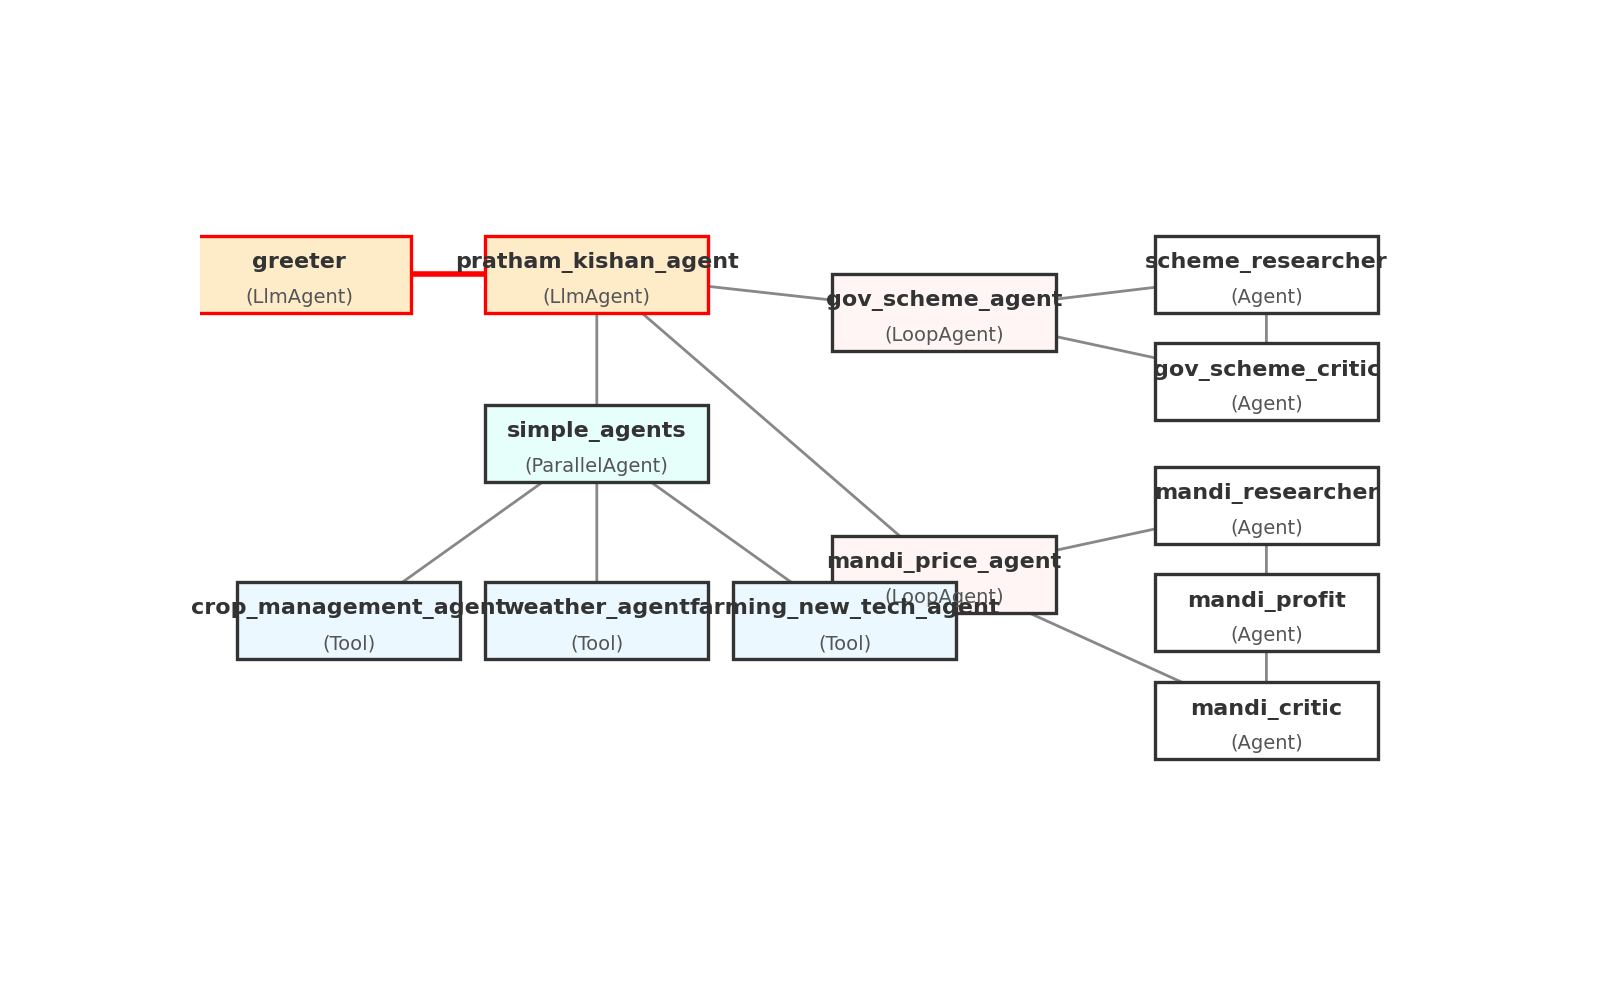 greeter
(LlmAgent)
pratham_kishan_agent
(LlmAgent)
gov_scheme_agent
(LoopAgent)
scheme_researcher
(Agent)
gov_scheme_critic
(Agent)
simple_agents
(ParallelAgent)
mandi_researcher
(Agent)
mandi_price_agent
(LoopAgent)
crop_management_agent
(Tool)
weather_agent
(Tool)
farming_new_tech_agent
(Tool)
mandi_profit
(Agent)
mandi_critic
(Agent)